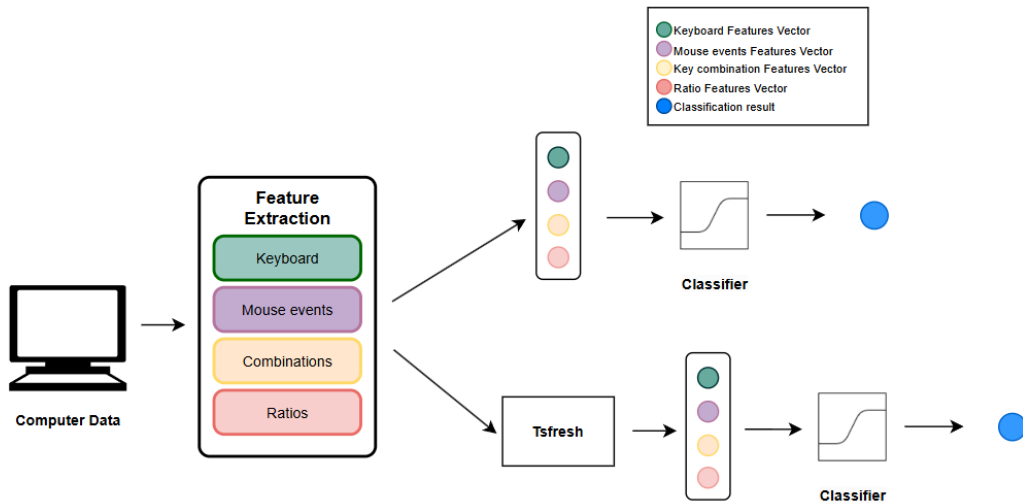 Keyboard Features Vector
Mouse events Features Vector
Key combination Features Vector
Ratio Features Vector
Classification result
Feature
Extraction
Keyboard
Mouse events
Combinations
Ratios
Computer Data
Classifier
Tsfresh
Classifier